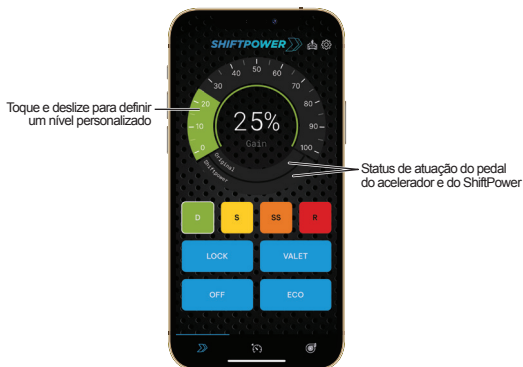 SHIFTPOWER
0
10
20
30
40
50
60
70
80
90
100
25%
Gain
Original
Shiftpower
Toque e deslize para definir
um nível personalizado
Status de atuação do pedal
do acelerador e do ShiftPower
D
S
SS
R
LOCK
VALET
OFF
ECO